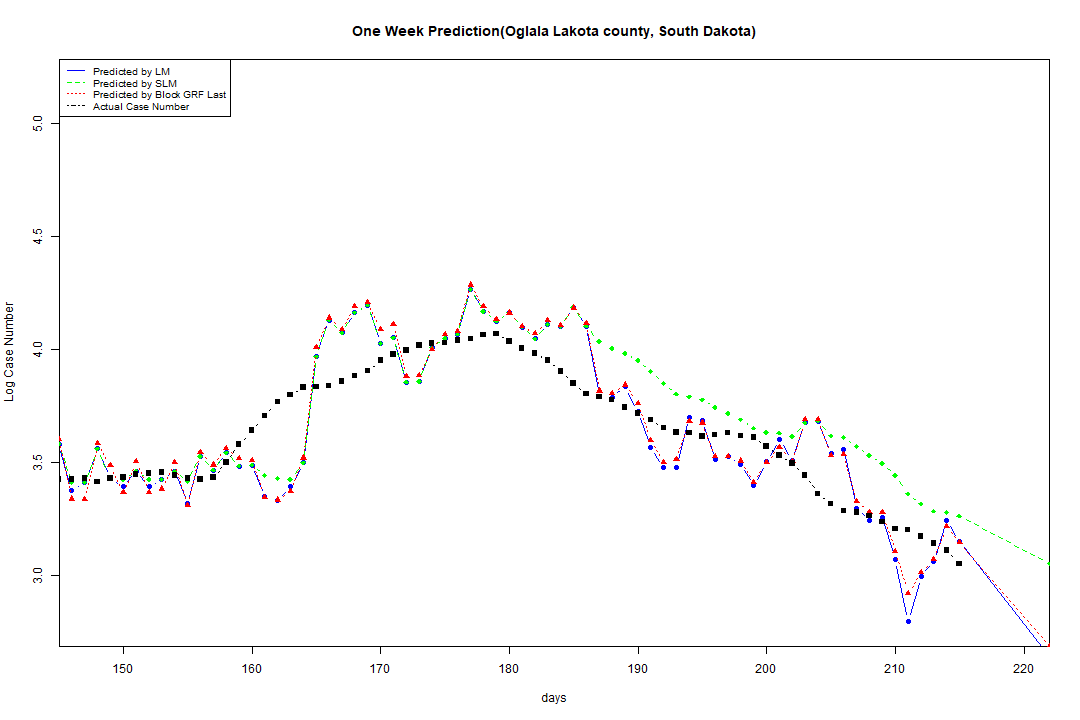 One Week Prediction(Oglala Lakota county, South Dakota)
Predicted by LM
Predicted by SLM
Predicted by Block GRF Last
Actual Case Number
Log Case Number
5.0
4.5
4.0
3.5
3.0
150 160 170 180 190 200 210 220
days